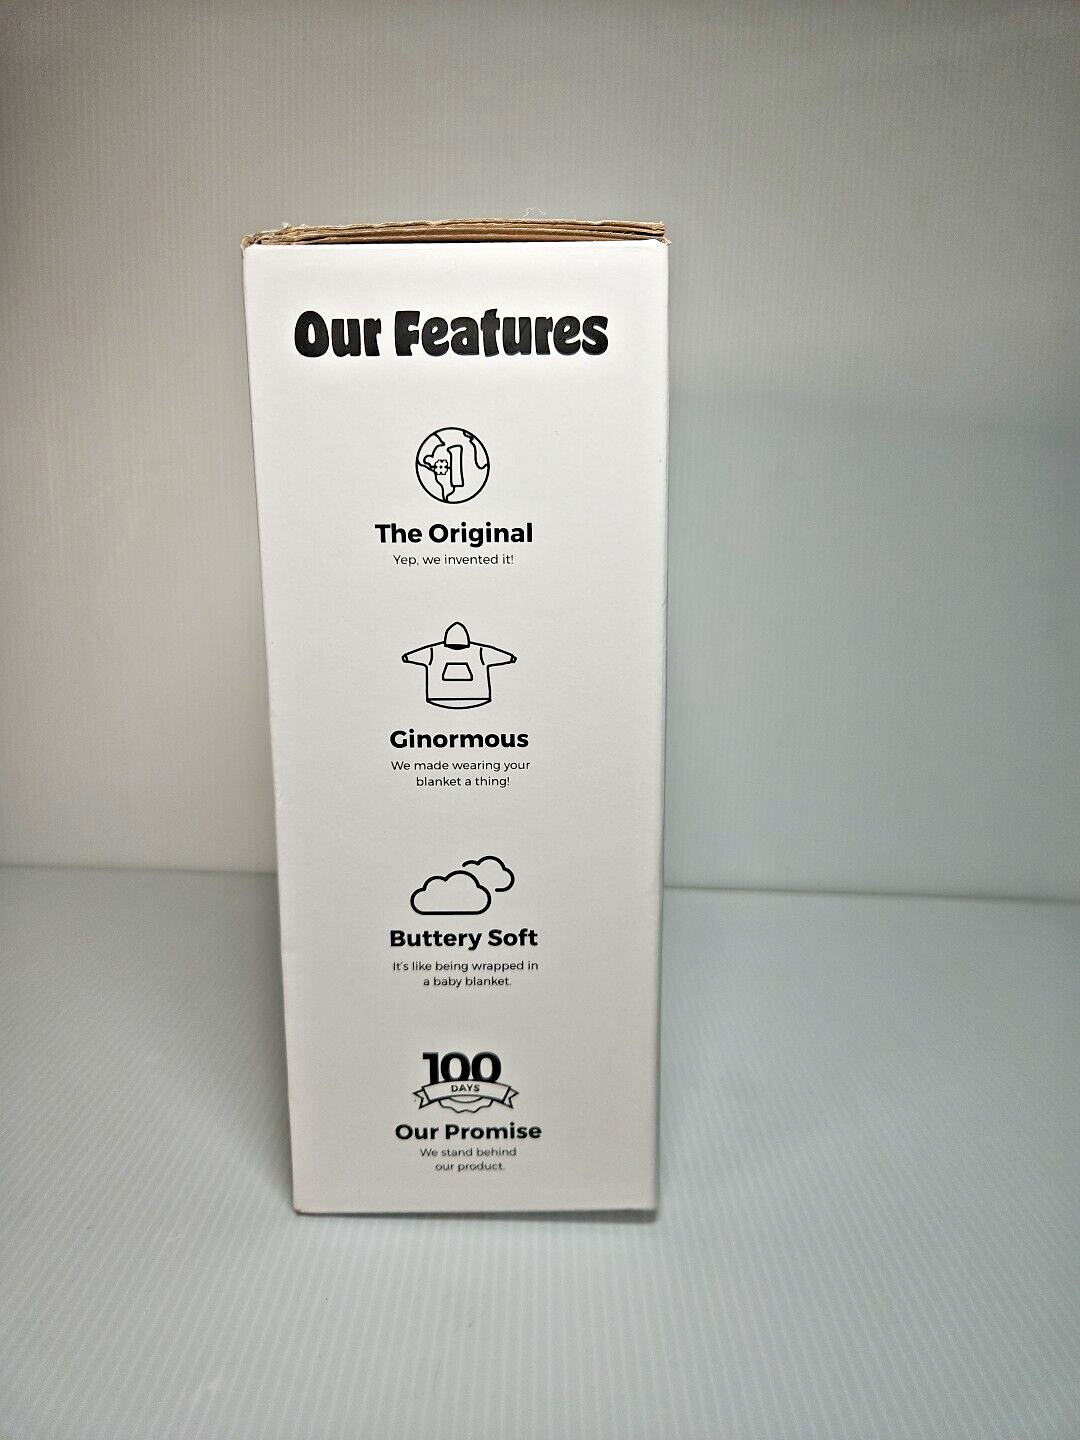 Our Features
#1
The Original
Yep, we invented it!
Ginormous
We made wearing your
blanket a thing!
Buttery Soft
It's like being wrapped in
a baby blanket.
100
DAYS
Our Promise
We stand behind
our product.